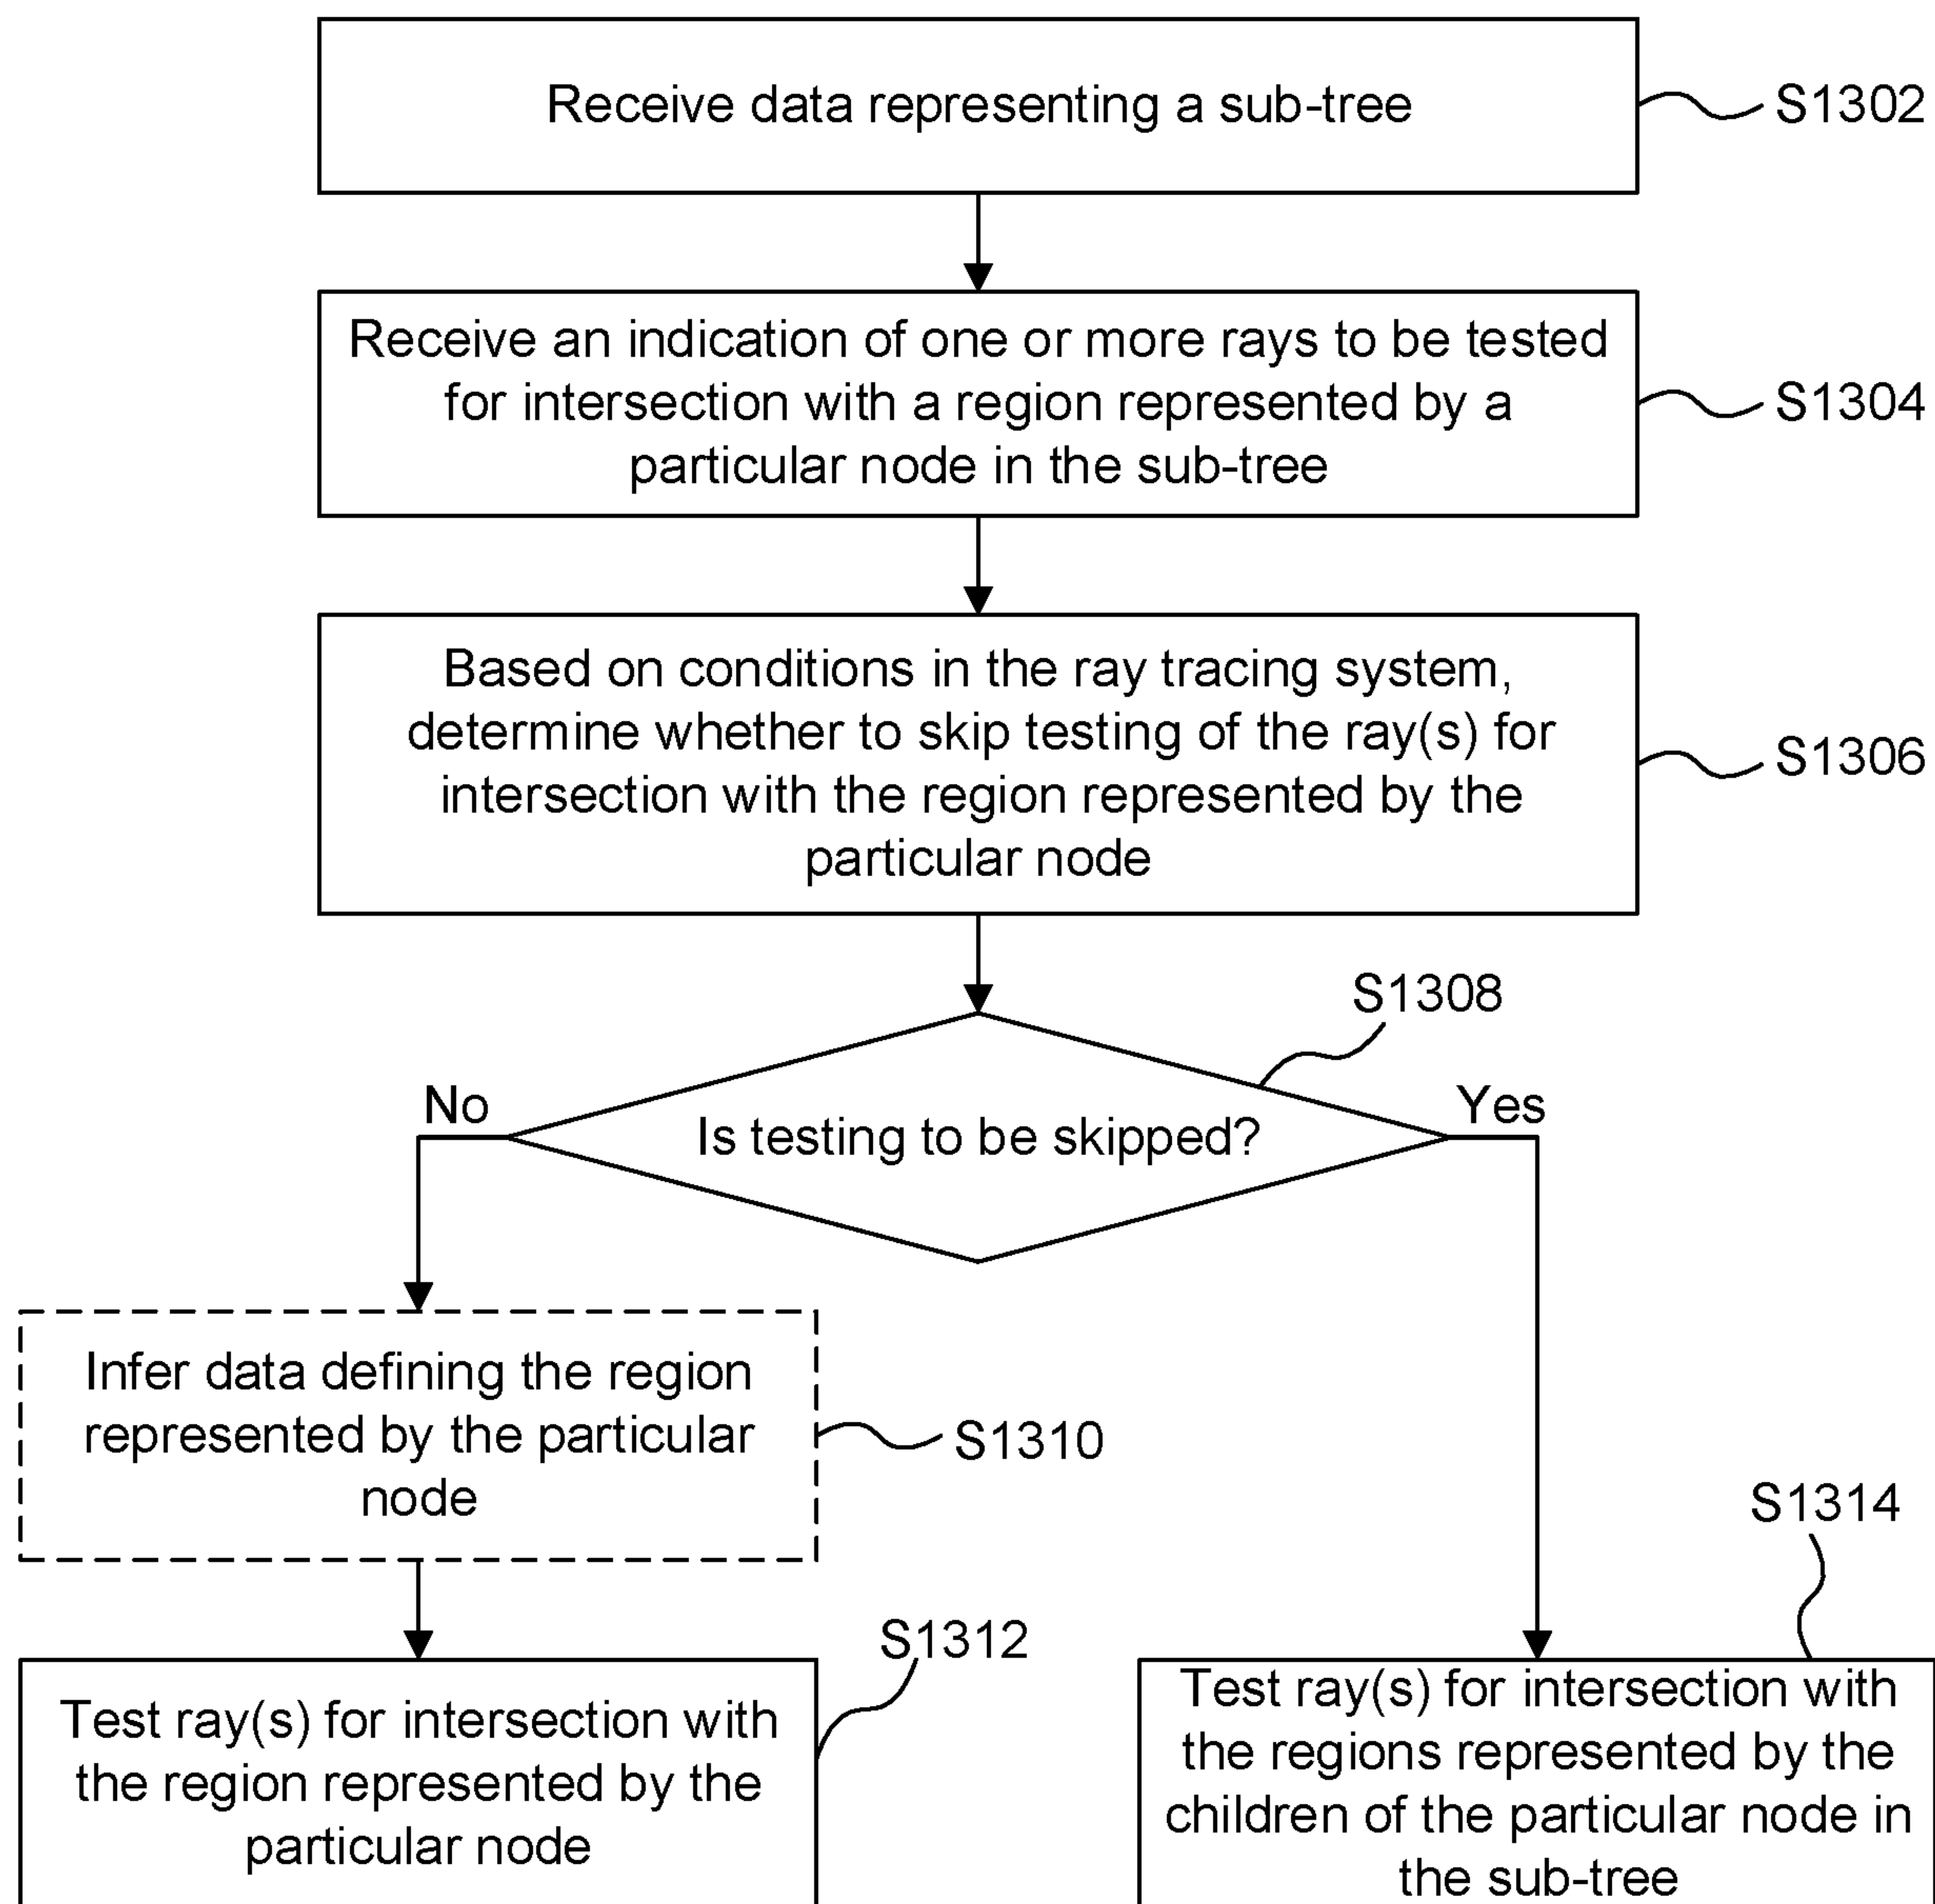 Receive data representing a sub-tree
S1302
Receive an indication of one or more rays to be tested
for intersection with a region represented by a
particular node in the sub-tree
S1304
Based on conditions in the ray tracing system,
determine whether to skip testing of the ray(s) for
intersection with the region represented by the
particular node
S1306
S1308
No
Is testing to be skipped?
Yes
Infer data defining the region
represented by the particular
node
S1310
S1314
S1312
Test ray(s) for intersection with
the region represented by the
particular node
Test ray(s) for intersection with
the regions represented by the
children of the particular node in
the sub-tree